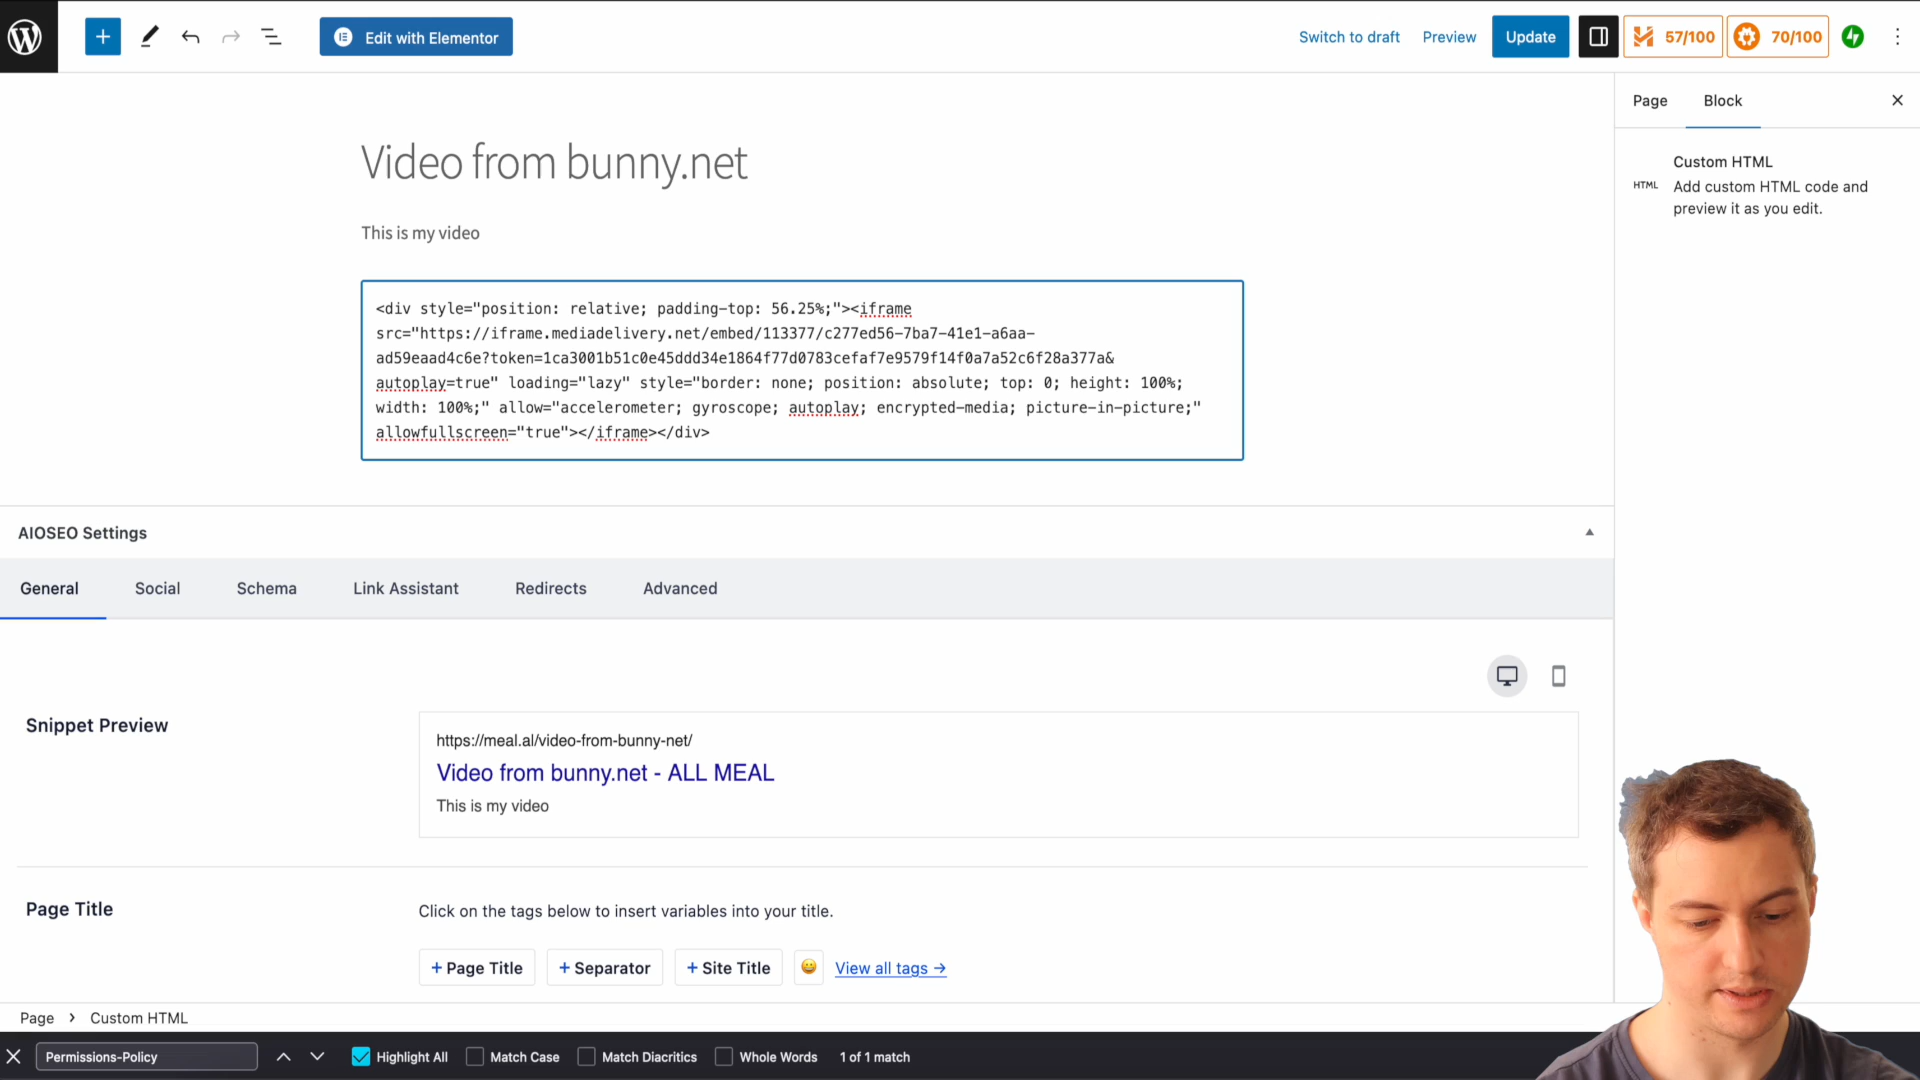 Edit with Elementor
Switch to draft
Preview
Update
57/100
70/100
Page
Block
Custom HTML
HTML
Add custom HTML code and
preview it as you edit.
Video from bunny.net
This is my video
<div style="position: relative; padding-top: 56.25%;"><iframe
src="https://iframe.mediadelivery.net/embed/113377/c277ed56-7ba7-41e1-a6aa-
ad59eaad4c6e?token=1ca3001b51c0e45ddd34e1864f77d0783cefaf7e9579f14f0a7a52c6f28a377a&
autoplay=true" loading="lazy" style="border: none; position: absolute; top: 0; height: 100%;
width: 100%;" allow="accelerometer; gyroscope; autoplay; encrypted-media; picture-in-picture;"
allowfullscreen="true"></iframe></div>
AIOSEO Settings
General
Social
Schema
Link Assistant
Redirects
Advanced
Snippet Preview
https://meal.al/video-from-bunny-net/
Video from bunny.net - ALL MEAL
This is my video
Page Title
Click on the tags below to insert variables into your title.
+ Page Title
+ Separator
+ Site Title
View all tags →
Page > Custom HTML
Permissions-Policy
Highlight All
Match Case
Match Diacritics
Whole Words
1 of 1 match